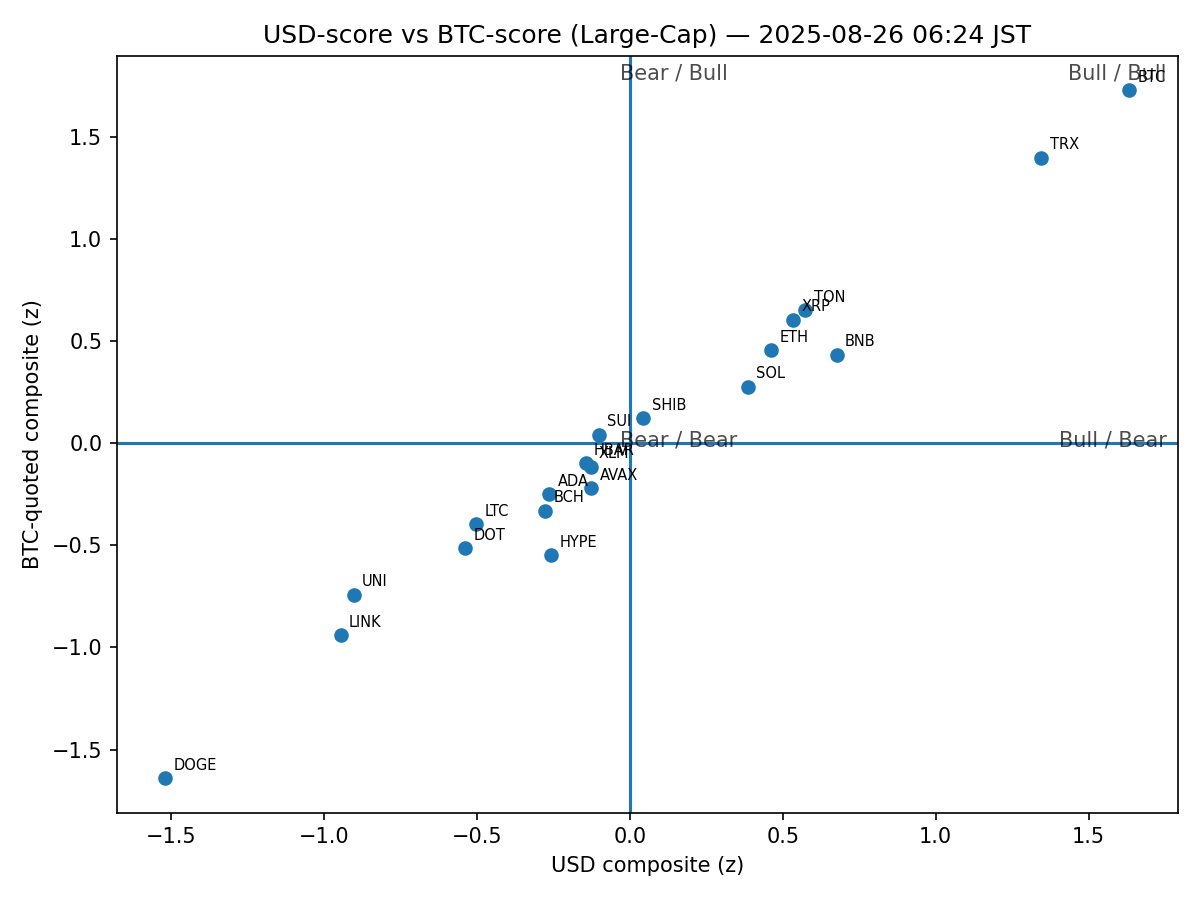 USD-score vs BTC-score (Large-Cap) — 2025-08-26 06:24 JST
Bear / Bull
Bull / Bull
BTC
TRX
TON
XRP
BNB
ETH
SOL
SHIB
SUI
Bear / Bear
Bull / Bear
HBAR
XLM
AVAX
ADA
BCH
LTC
DOT
HYPE
UNI
LINK
DOGE
1.5
1.0
0.5
0.0
−0.5
−1.0
−1.5
BTC-quoted composite (z)
−1.5
−1.0
−0.5
0.0
0.5
1.0
1.5
USD composite (z)